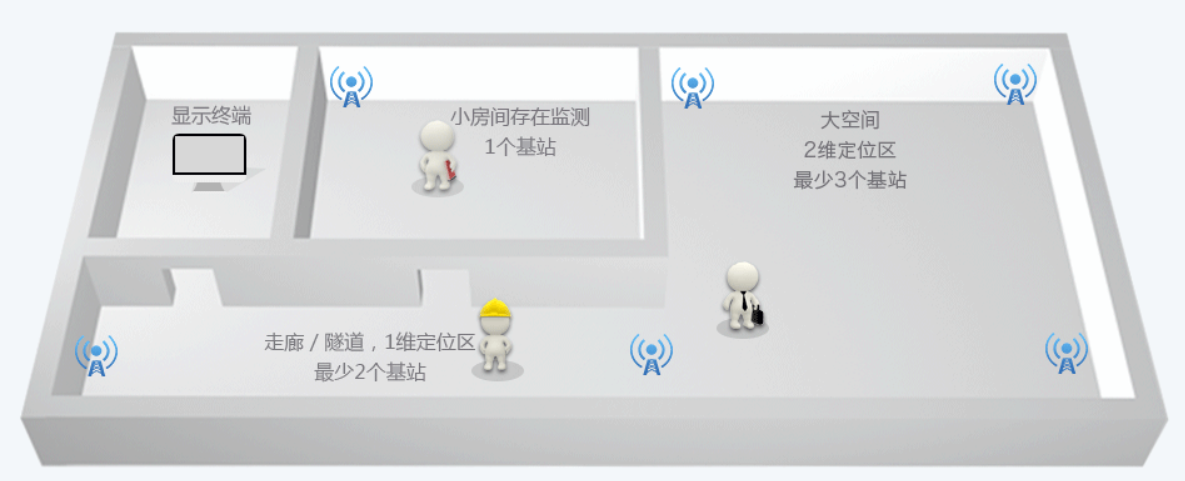 显示终端
小房间存在监测
1个基站
大空间
2维定位区
最少3个基站
走廊 / 隧道，1维定位区
最少2个基站